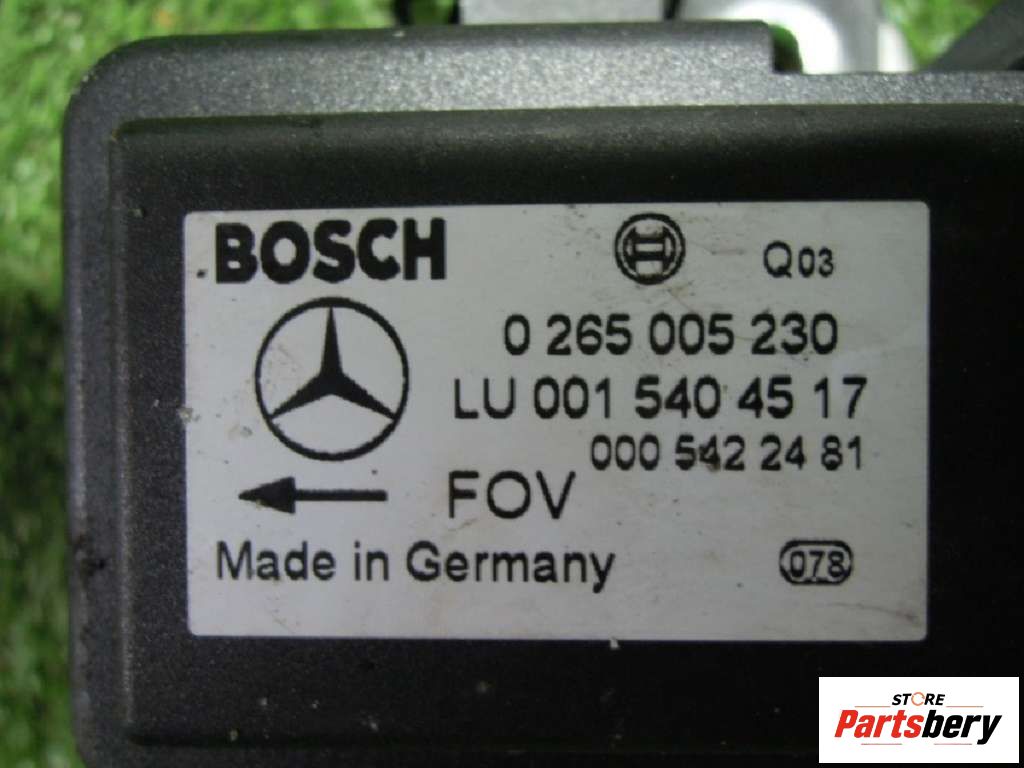 BOSCH
Q03
0 265 005 230
LU 001 540 45 17
000 542 24 81
FOV
Made in Germany
078
STORE
Partsbery